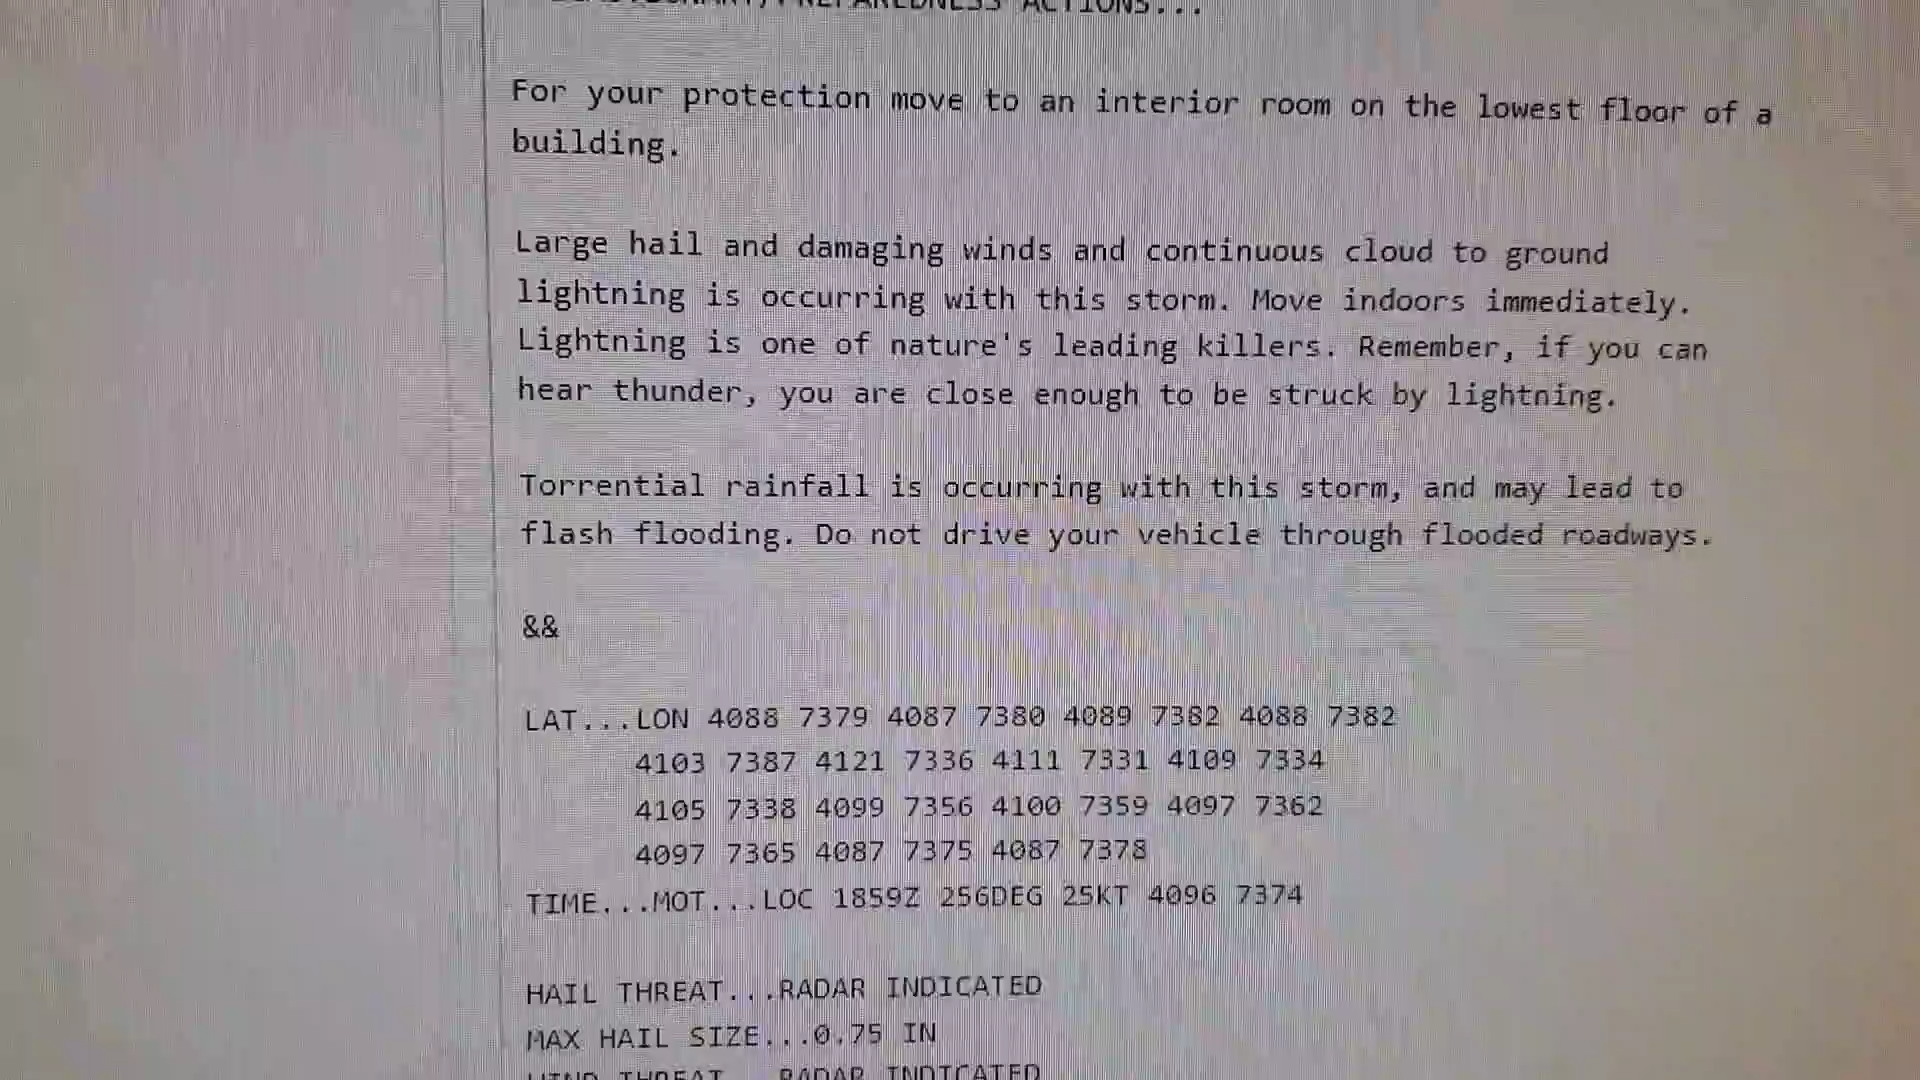 PREPAREDNESS ACTIONS...
For your protection move to an interior room on the lowest floor of a
building.
Large hail and damaging winds and continuous cloud to ground
lightning is occurring with this storm. Move indoors immediately.
Lightning is one of nature's leading killers. Remember, if you can
hear thunder, you are close enough to be struck by lightning.
Torrential rainfall is occurring with this storm, and may lead to
flash flooding. Do not drive your vehicle through flooded roadways.
&&
LAT...LON 4088 7379 4087 7380 4089 7382 4088 7382
4103 7387 4121 7336 4111 7331 4109 7334
4105 7338 4099 7356 4100 7359 4097 7362
4097 7365 4087 7375 4087 7378
TIME...MOT...LOC 1859Z 256DEG 25KT 4096 7374
HAIL THREAT...RADAR INDICATED
MAX HAIL SIZE...0.75 IN
WIND THREAT...RADAR INDICATED